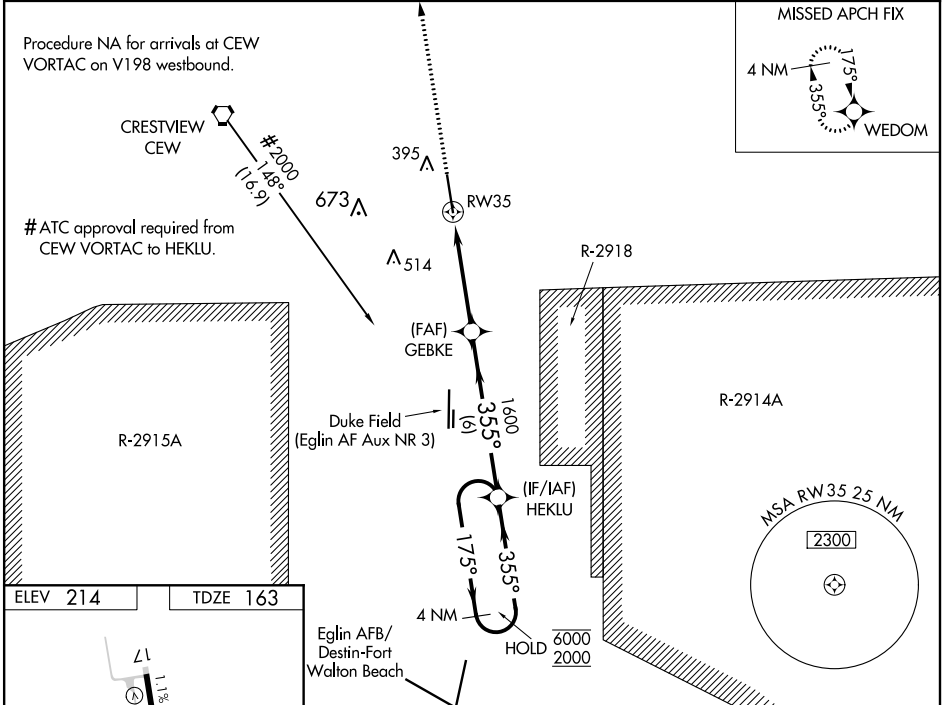 Procedure NA for arrivals at CEW
VORTAC on V198 westbound.
MISSED APCH FIX
4 NM
175°
355°
WEDOM
CRESTVIEW
CEW
#2000
148°
(16.9)
395
673
RW35
514
#ATC approval required from
CEW VORTAC to HEKLU.
R-2918
(FAF)
GEBKE
1600
355°
(6)
Duke Field
(Eglin AF Aux NR 3)
R-2915A
R-2914A
(IF/IAF)
HEKLU
175°
355°
MSA RW35 25 NM
2300
4 NM
HOLD
6000
2000
ELEV 214
TDZE 163
Eglin AFB/
Destin-Fort
Walton Beach
17
1.1%
V